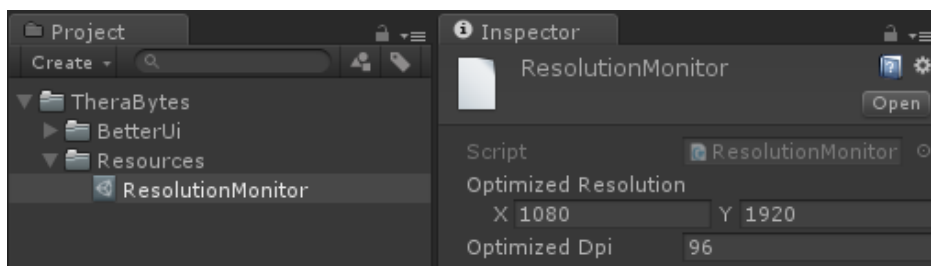 Project
Create
TheraBytes
BetterUi
Resources
ResolutionMonitor
Inspector
ResolutionMonitor
Open
Script ResolutionMonitor
Optimized Resolution
X 1080 Y 1920
Optimized Dpi 96